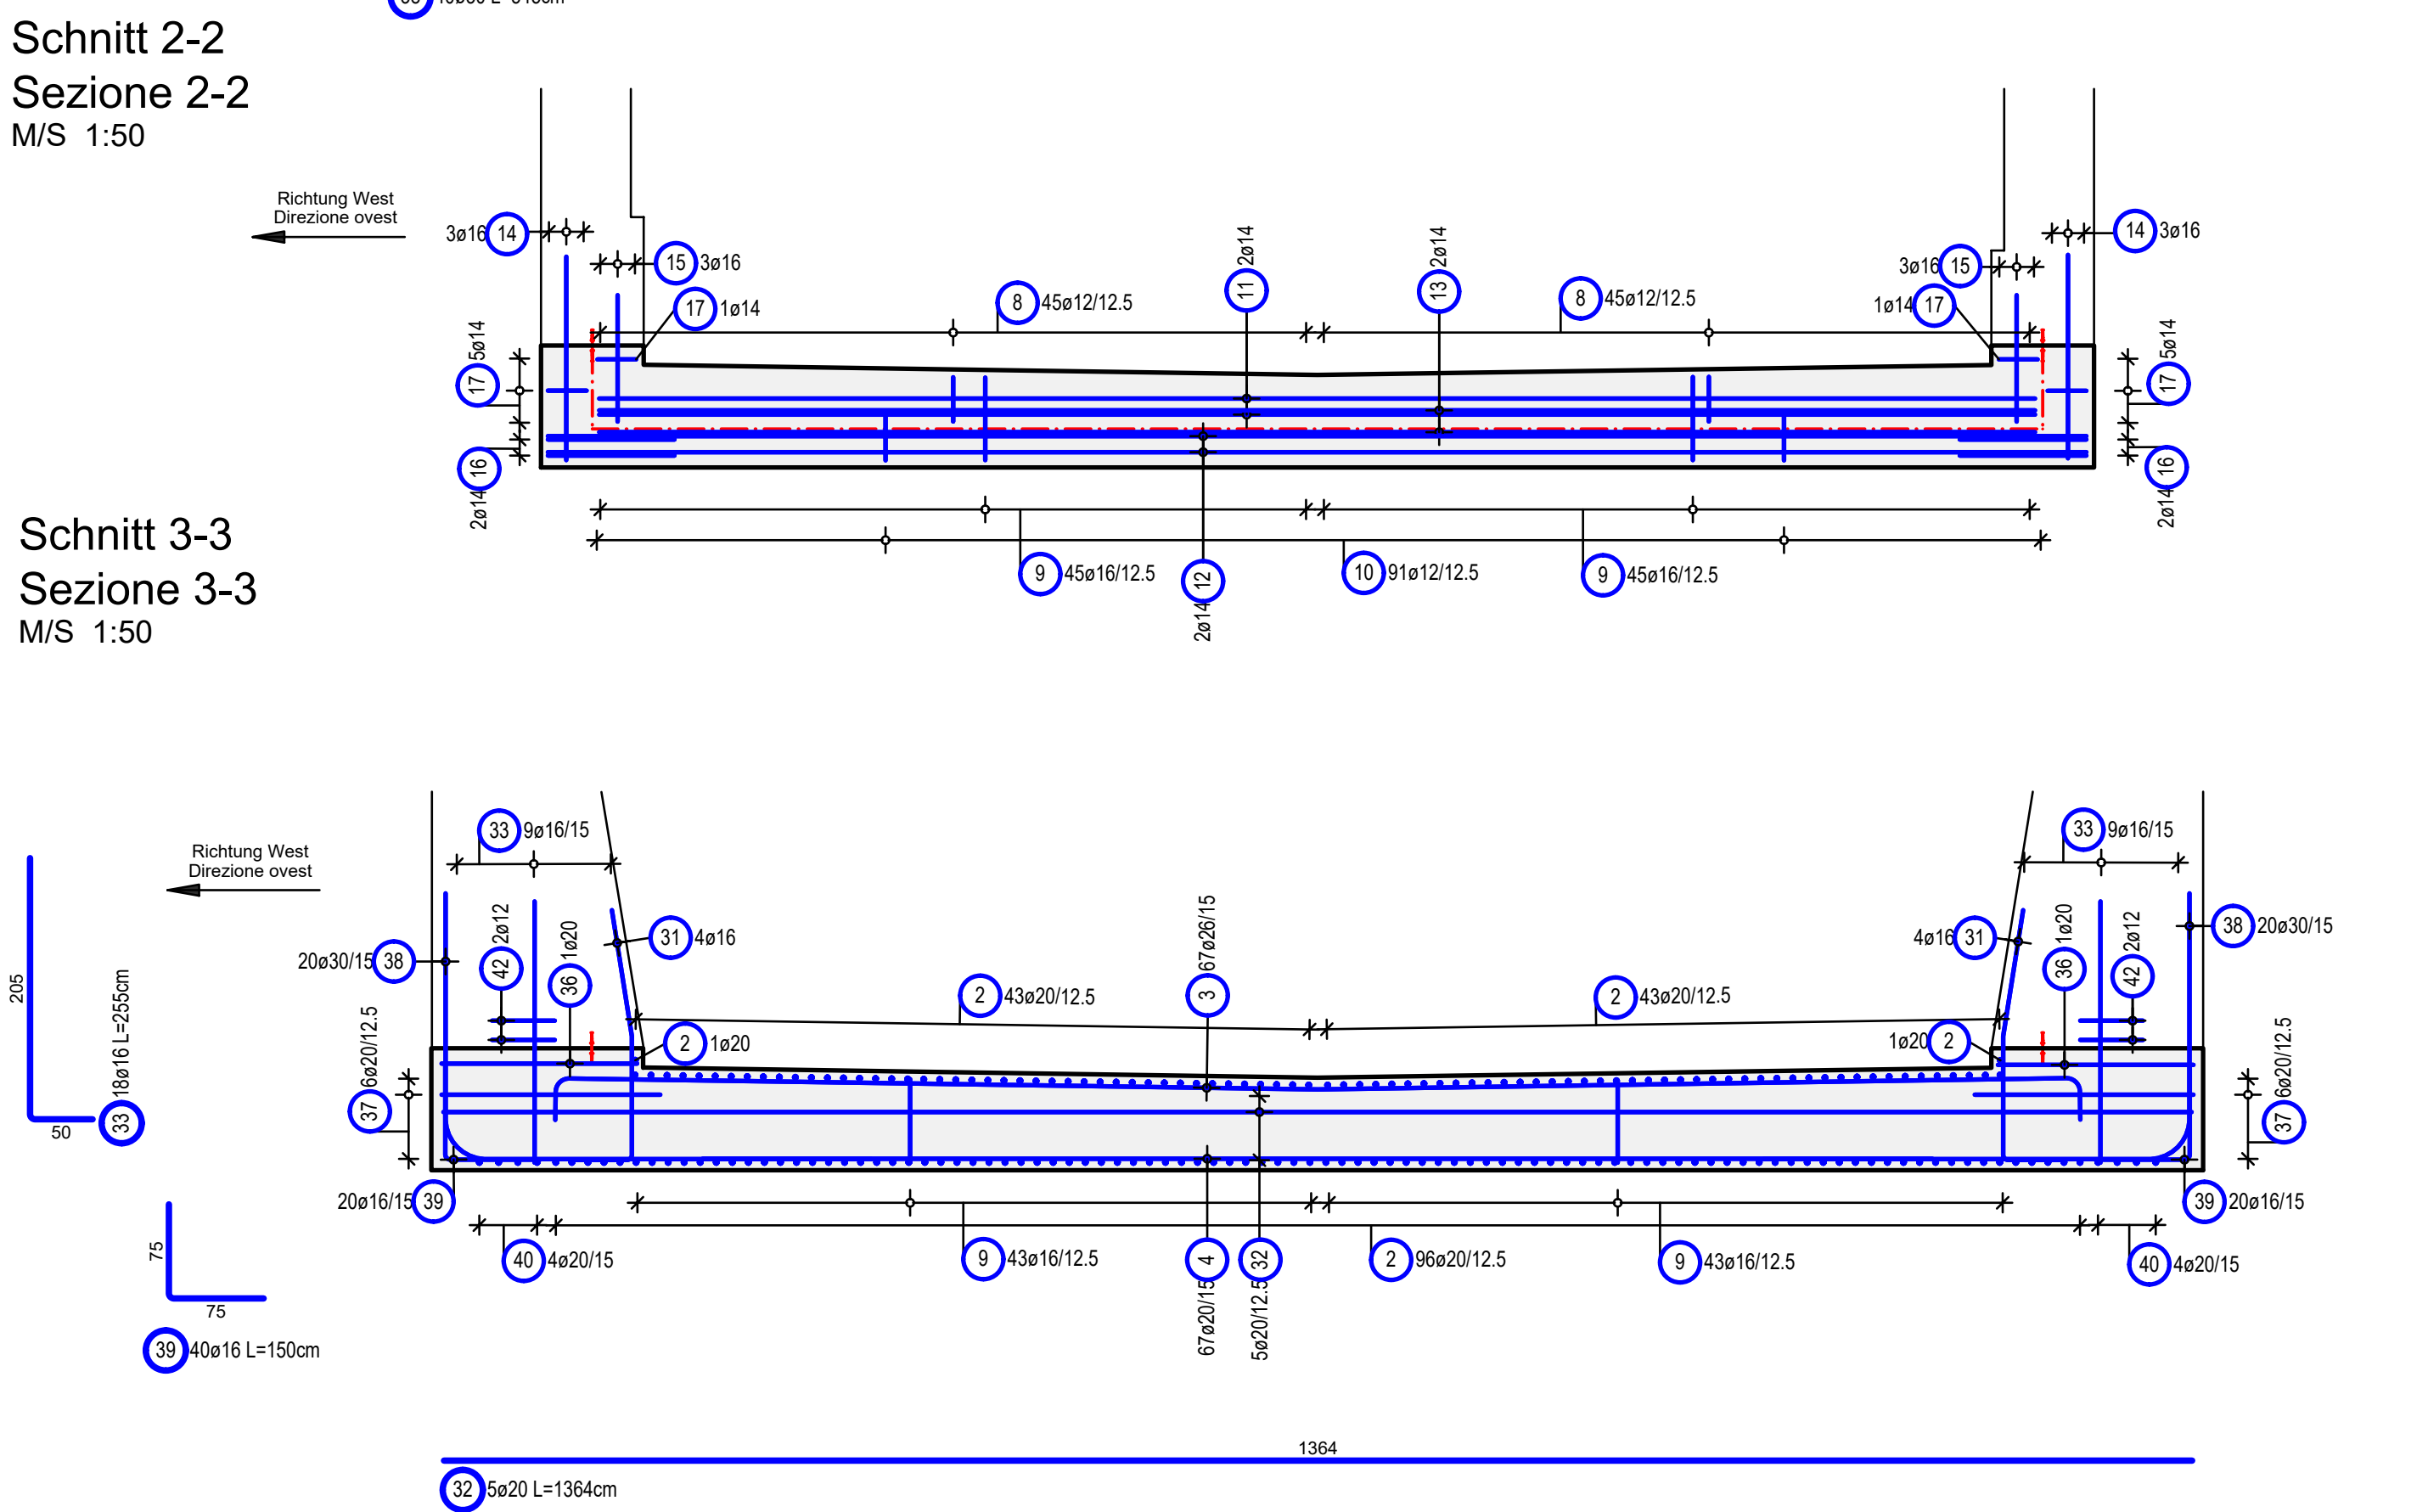 Schnitt 2-2
Sezione 2-2
M/S 1:50
Richtung West
Direzione ovest
3ø16 14
15 3ø16
17 1ø14
8 45ø12/12.5
11 2ø14
13 2ø14
8 45ø12/12.5
3ø16 15
1ø14 17
14 3ø16
17 5ø14
2ø14 16
17 5ø14
2ø14 16
9 45ø16/12.5
2ø14 12
10 91ø12/12.5
9 45ø16/12.5
Schnitt 3-3
Sezione 3-3
M/S 1:50
Richtung West
Direzione ovest
33 9ø16/15
33 9ø16/15
205
50
33 18ø16 L=255cm
20ø30/15 38
42 2ø12
36 1ø20
31 4ø16
2 43ø20/12.5
3 67ø26/15
2 43ø20/12.5
4ø16 31
36 1ø20
42 2ø12
38 20ø30/15
37 6ø20/12.5
2 1ø20
1ø20 2
37 6ø20/12.5
20ø16/15 39
39 20ø16/15
40 4ø20/15
9 43ø16/12.5
67ø20/15 4
5ø20/12.5 32
2 96ø20/12.5
9 43ø16/12.5
40 4ø20/15
75
75
39 40ø16 L=150cm
1364
32 5ø20 L=1364cm